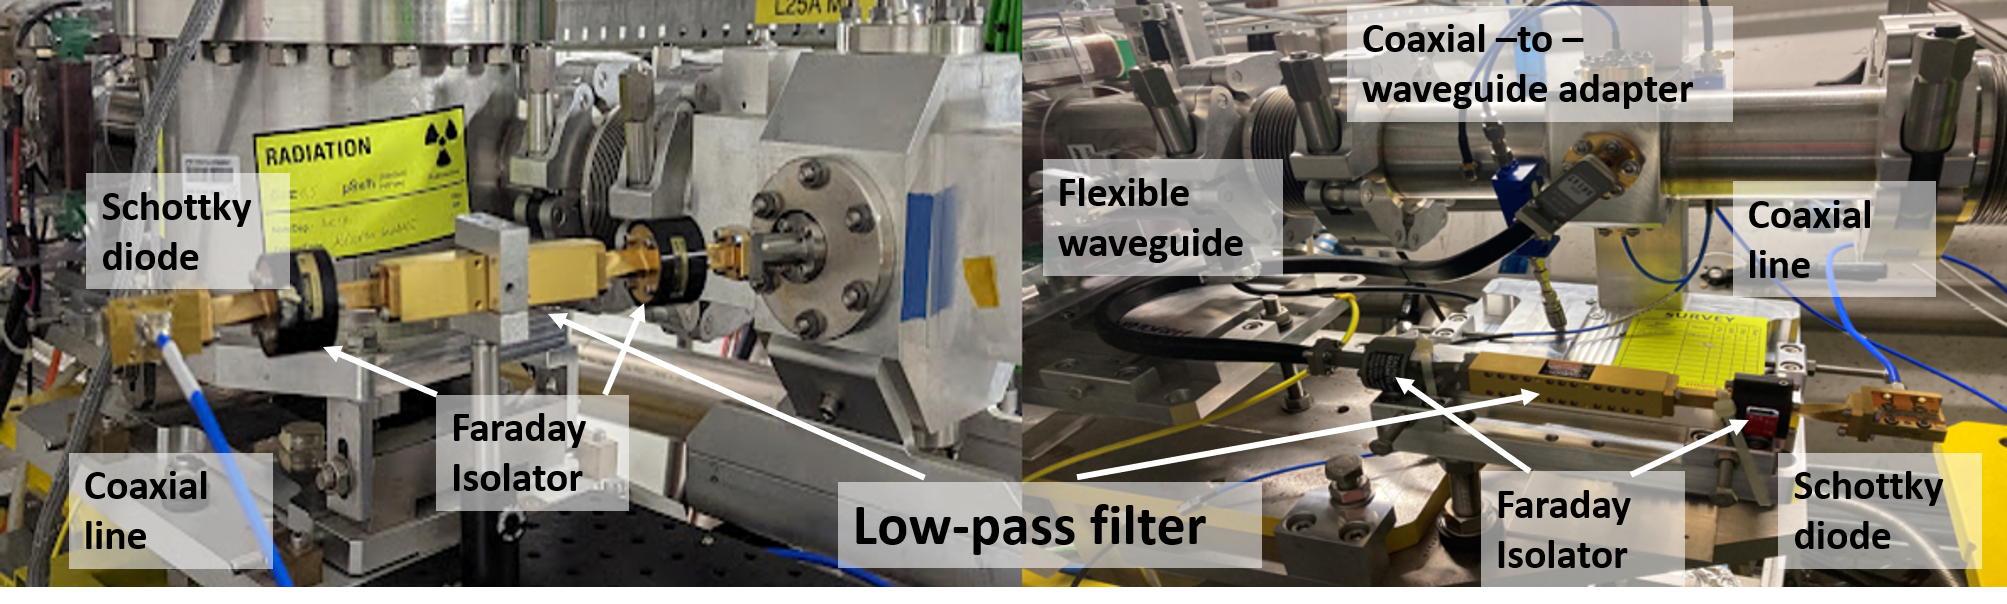 L25A M
RADIATION
Schottky
diode
Faraday
Isolator
Coaxial
line
Low-pass filter
Coaxial –to –
waveguide adapter
Flexible
waveguide
Coaxial
line
SURVEY
Faraday
Isolator
Schottky
diode